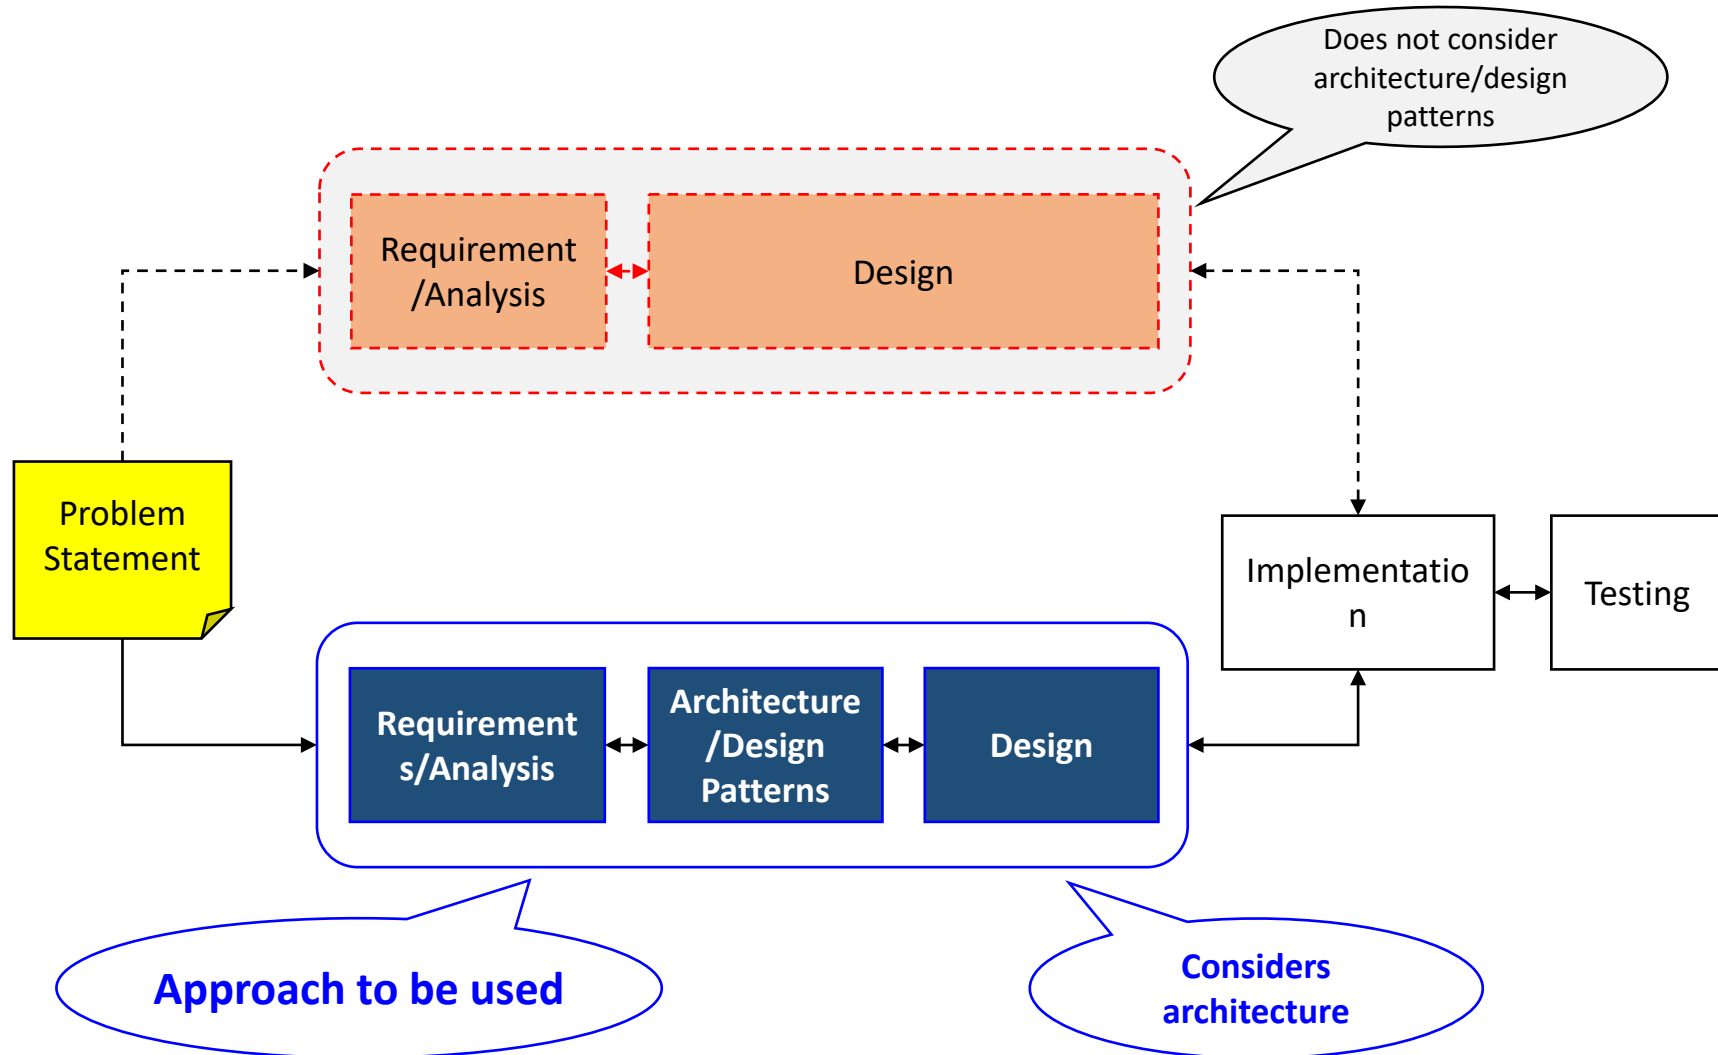 Does not consider
architecture/design
patterns
Requirement
/Analysis
Design
Problem
Statement
Implementatio
n
Testing
Requirement
s/Analysis
Architecture
/Design
Patterns
Design
Approach to be used
Considers
architecture